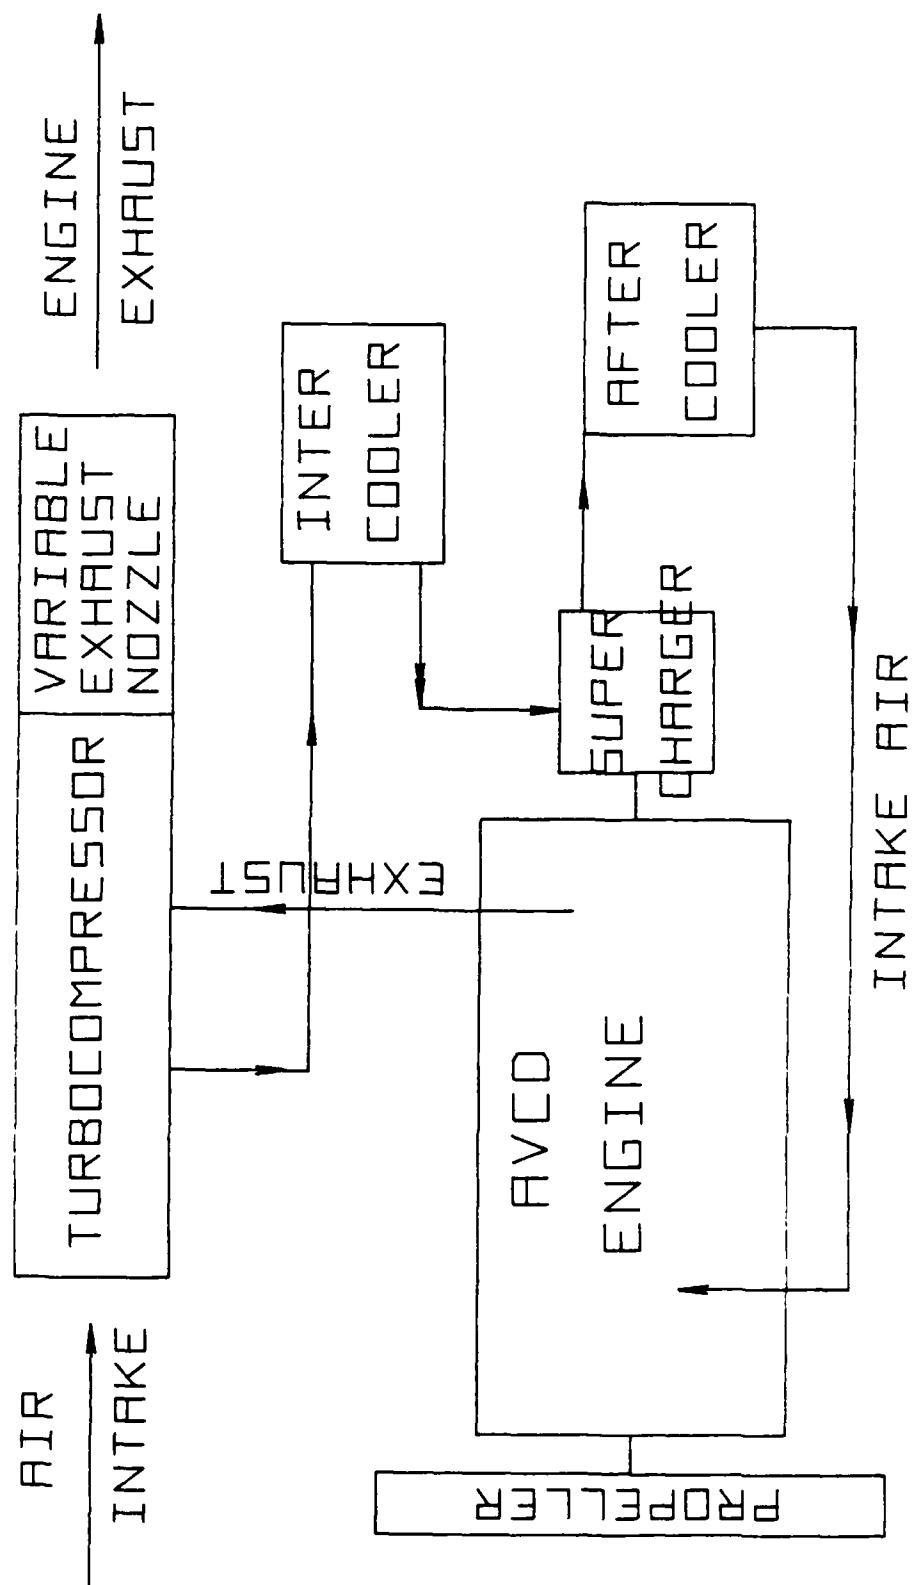 AIR
INTAKE
TURBOCOMPRESSOR
VARIABLE
EXHAUST
NOZZLE
ENGINE
EXHAUST
INTER
COOLER
EXHAUST
SUPER
CHARGER
AFTER
COOLER
AVCD
ENGINE
PROPELLER
INTAKE AIR